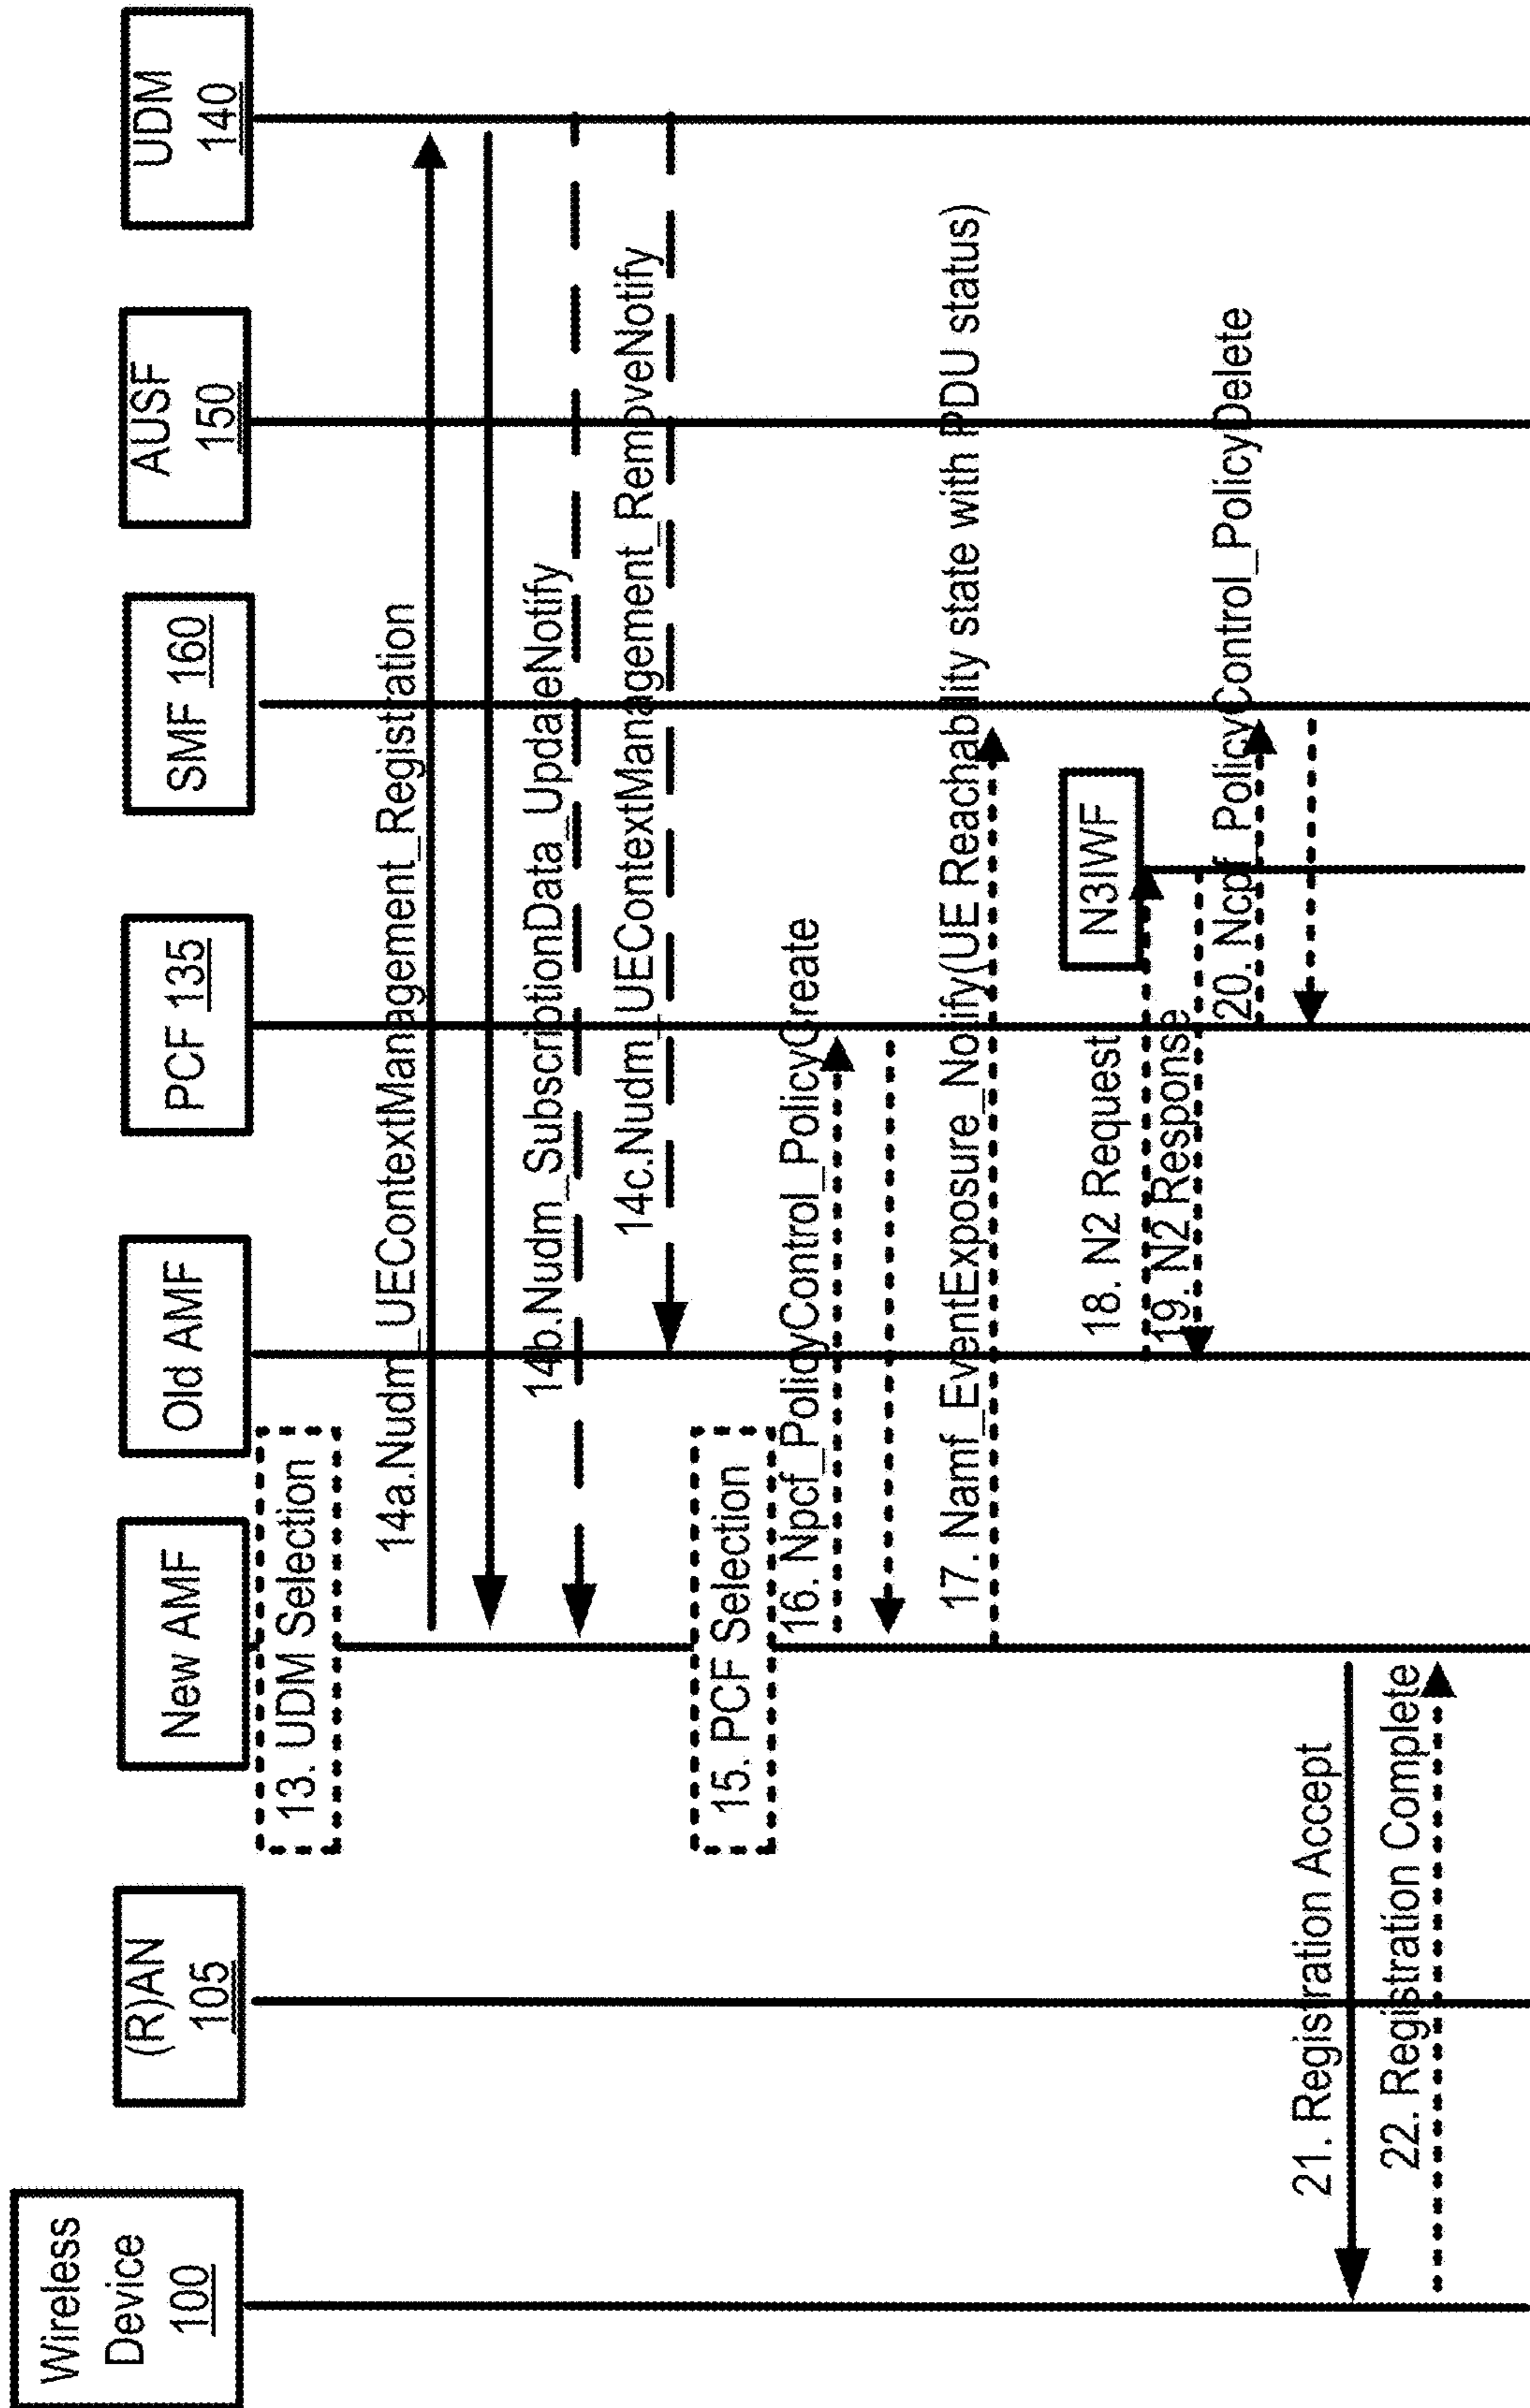 Wireless
Device
100
(R)AN
105
New AMF
Old AMF
PCF 135
SMF 160
AUSF
150
UDM
140
13. UDM Selection
14a.Nudm_UEContextManagement_Registration
14b.Nudm_SubscriptionData_UpdateNotify
14c.Nudm_UEContextManagement_RemoveNotify
15. PCF Selection
16. Npcf_PolicyControl_PolicyCreate
17. Namf_EventExposure_Notify(UE Reachability state with PDU status)
N3IWF
18. N2 Request
19. N2 Response
20. Ncpf_PolicyControl_PolicyDelete
21. Registration Accept
22. Registration Complete